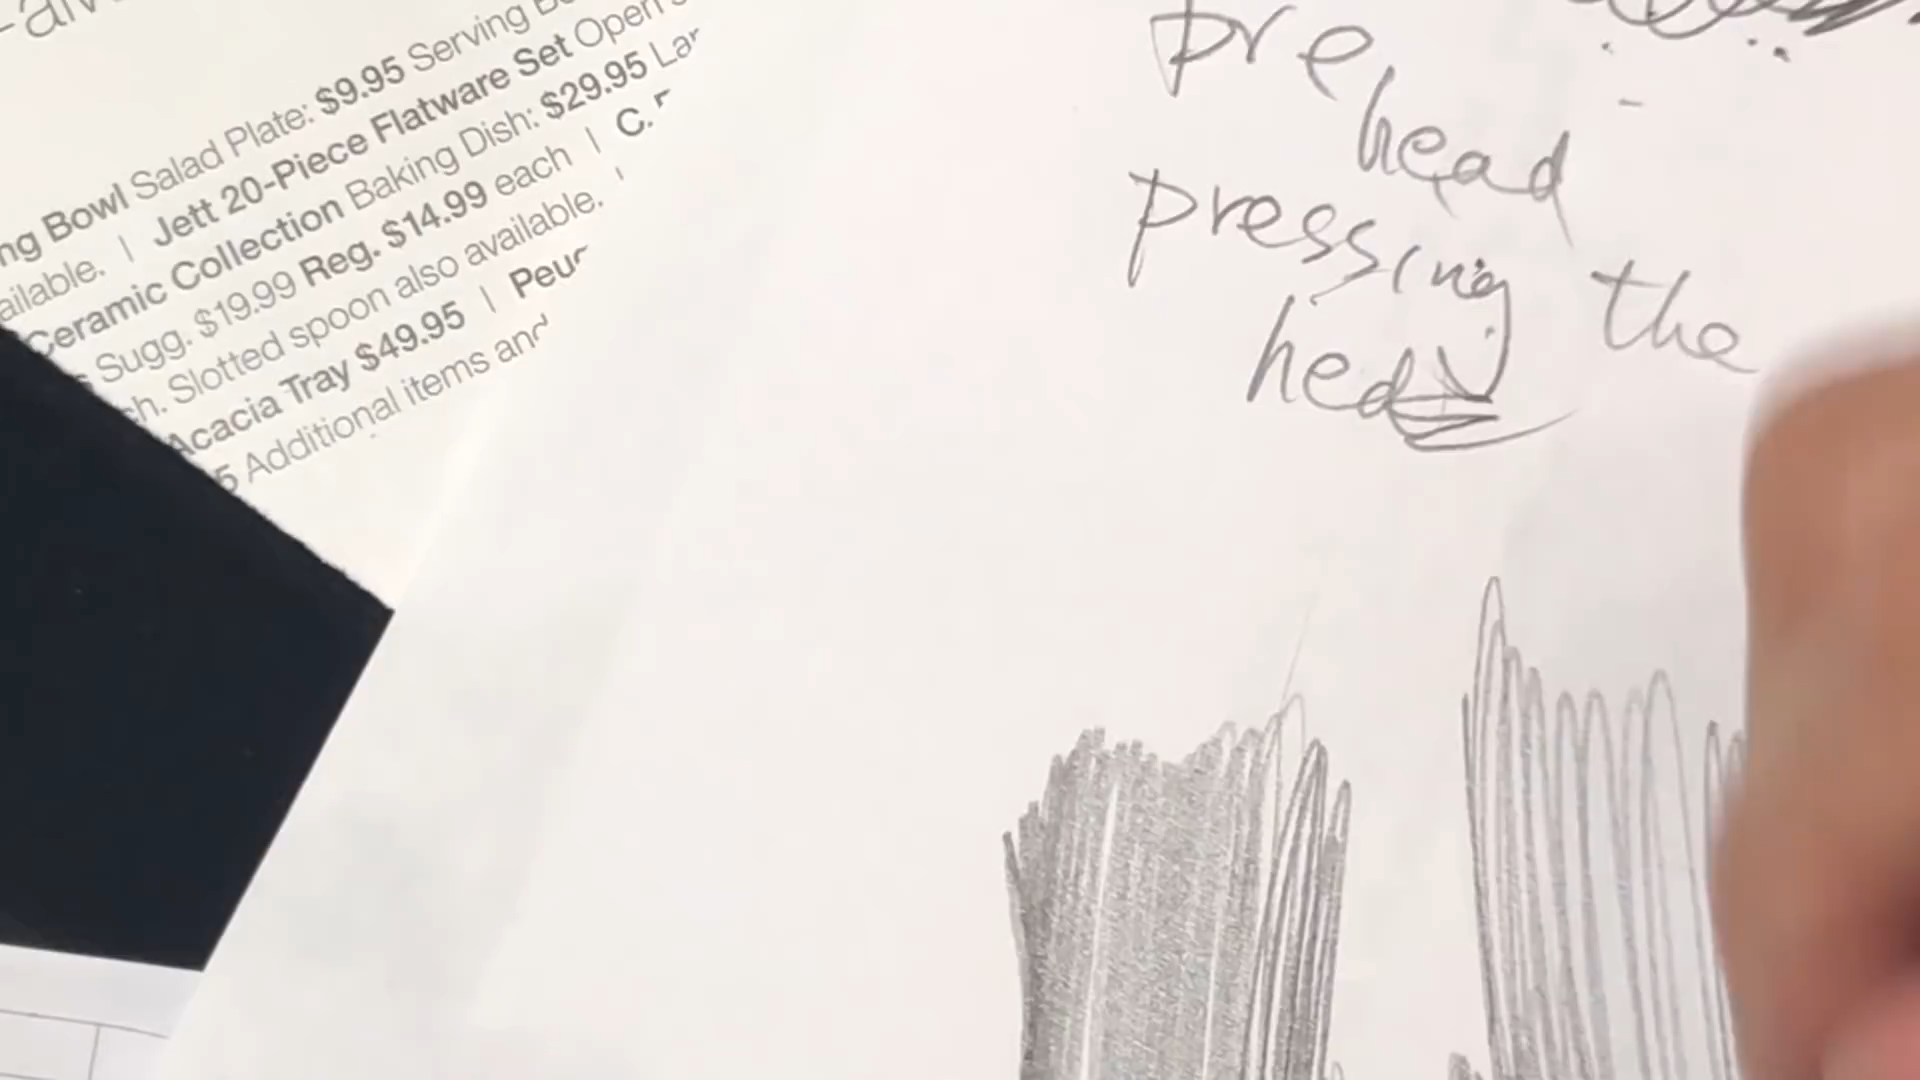 ng Bowl Salad Plate: $9.95 Serving
ailable. | Jett 20-Piece Flatware Set Open
Ceramic Collection Baking Dish: $29.95
Sugg. $19.99 Reg. $14.99 each | C.
ch. Slotted spoon also available. |
Acacia Tray $49.95 |
5 Additional items and
pre
head
pressing the
hed